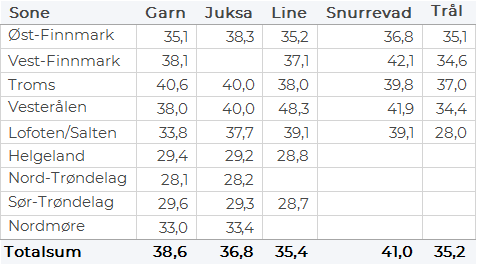 Sone Garn Juksa Line Snurrevad Trål
Øst-Finnmark 35,1 38,3 35,2 36,8 35,1
Vest-Finnmark 38,1 37,1 42,1 34,6
Troms 40,6 40,0 38,0 39,8 37,0
Vesterålen 38,0 40,0 48,3 41,9 34,4
Lofoten/Salten 33,8 37,7 39,1 39,1 28,0
Helgeland 29,4 29,2 28,8
Nord-Trøndelag 28,1 28,2
Sør-Trøndelag 29,6 29,3 28,7
Nordmøre 33,0 33,4
Totalsum 38,6 36,8 35,4 41,0 35,2